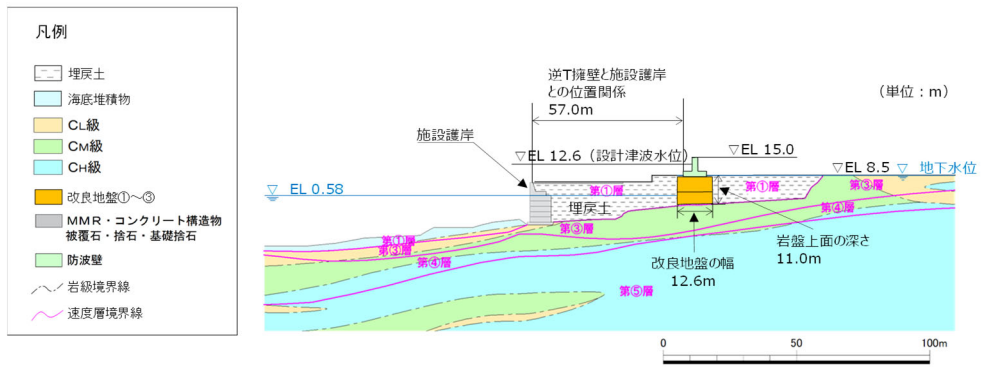 凡例
埋戻土
海底堆積物
CL級
CM級
CH級
改良地盤①～③
MMR・コンクリート構造物
被覆石・捨石・基礎捨石
防波壁
岩級境界線
速度層境界線
逆T擁壁と施設護岸
との位置関係
57.0m
（単位：m）
施設護岸
▽EL 12.6（設計津波水位）
▽EL 15.0
▽EL 8.5
▽ 地下水位
▽ EL 0.58
第①層
第①層
第③層
埋戻土
第④層
第①層
第③層
第③層
第④層
岩盤上面の深さ
11.0m
改良地盤の幅
12.6m
第⑤層
0 50 100m